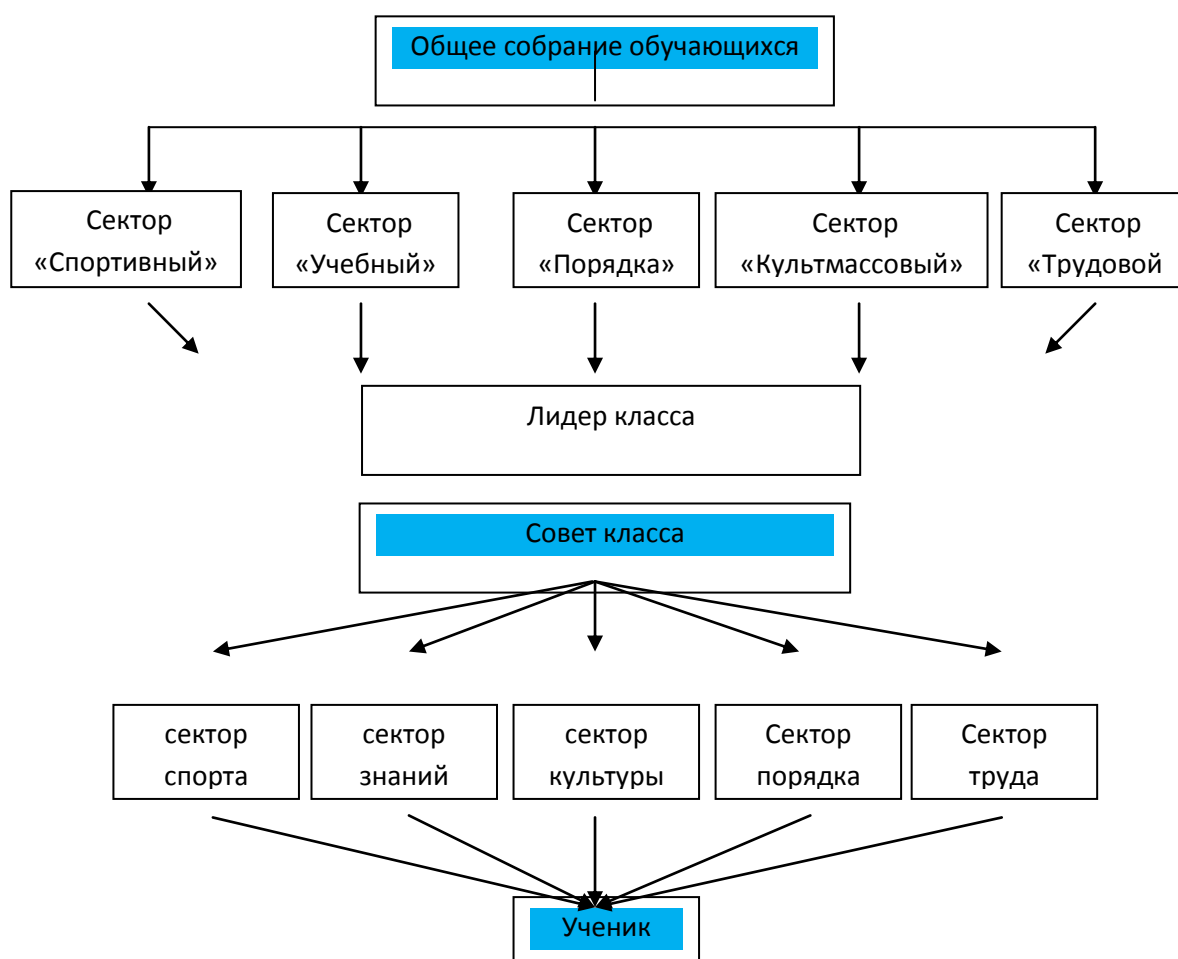 Общее собрание обучающихся
Сектор
«Спортивный»
Сектор
«Учебный»
Сектор
«Порядка»
Сектор
«Культмассовый»
Сектор
«Трудовой
Лидер класса
Совет класса
сектор
спорта
сектор
знаний
сектор
культуры
Сектор
порядка
Сектор
труда
Ученик